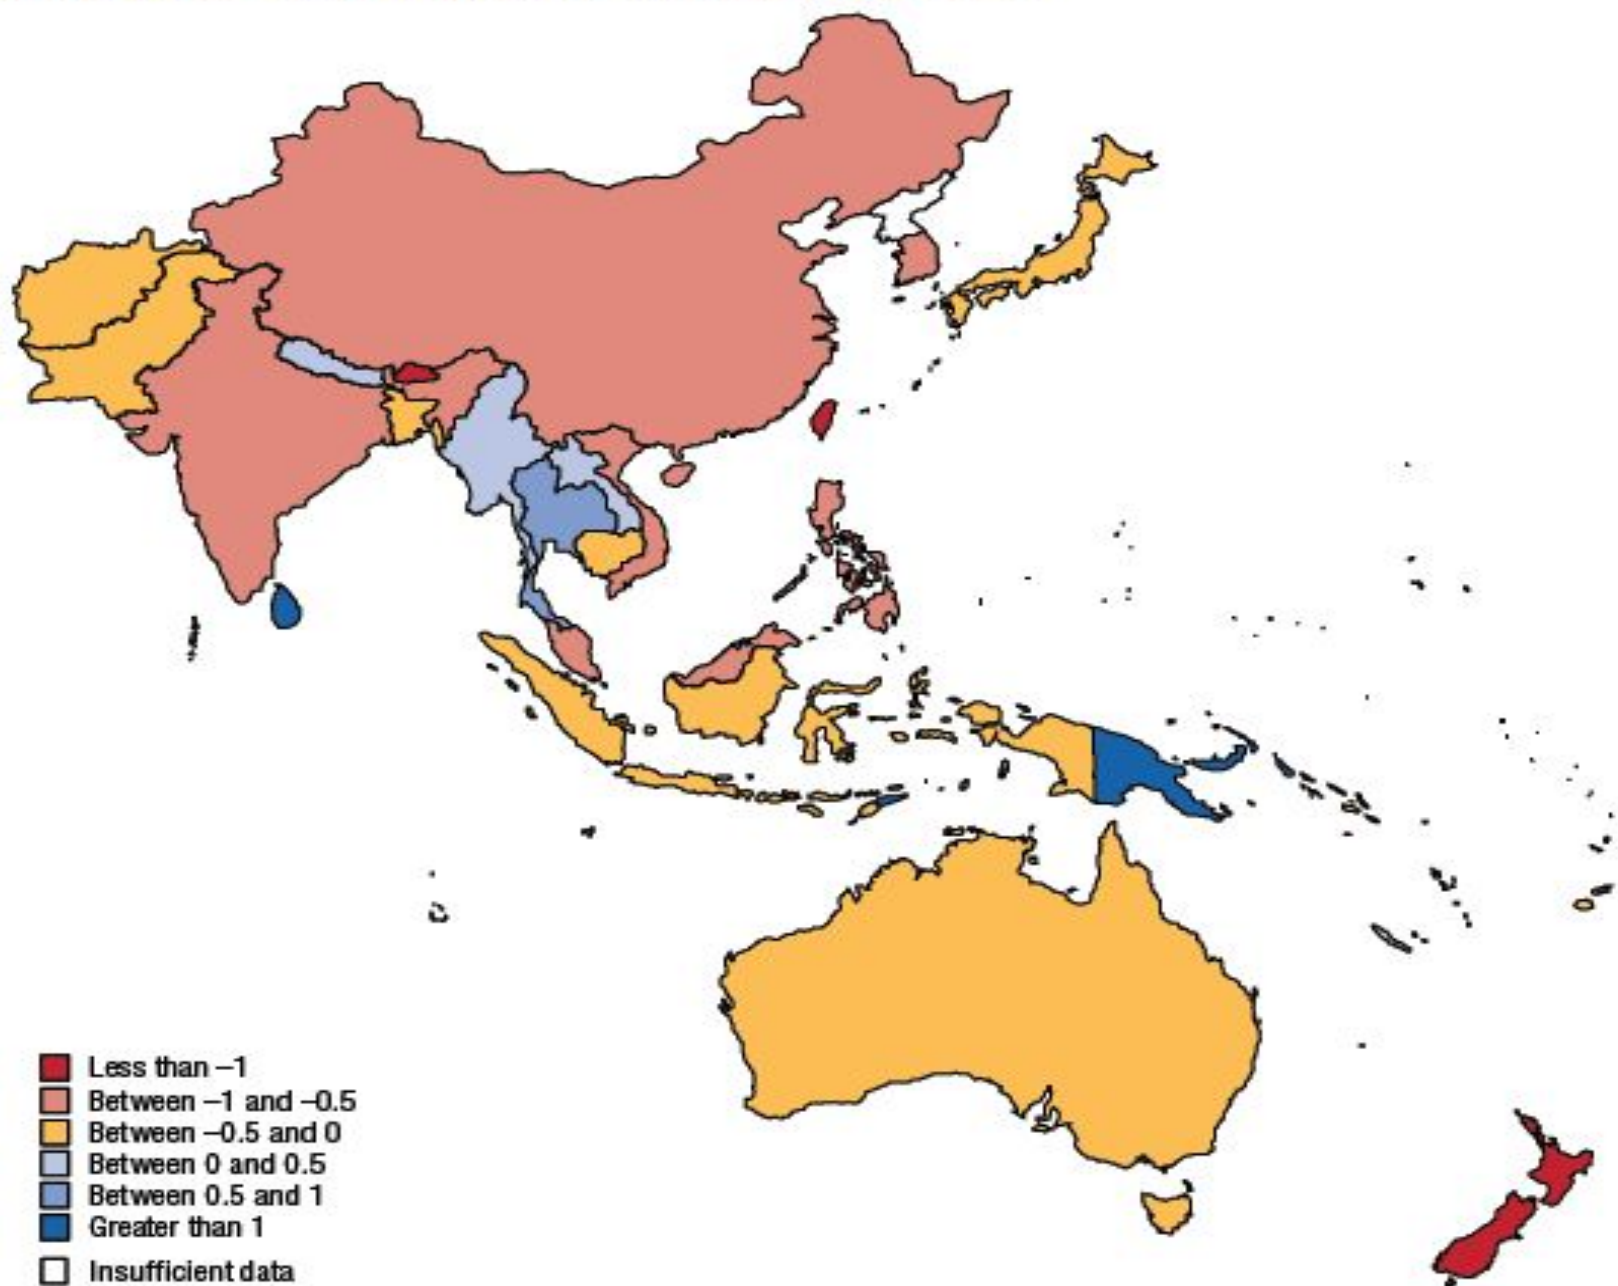 Less than –1
Between –1 and –0.5
Between –0.5 and 0
Between 0 and 0.5
Between 0.5 and 1
Greater than 1
Insufficient data